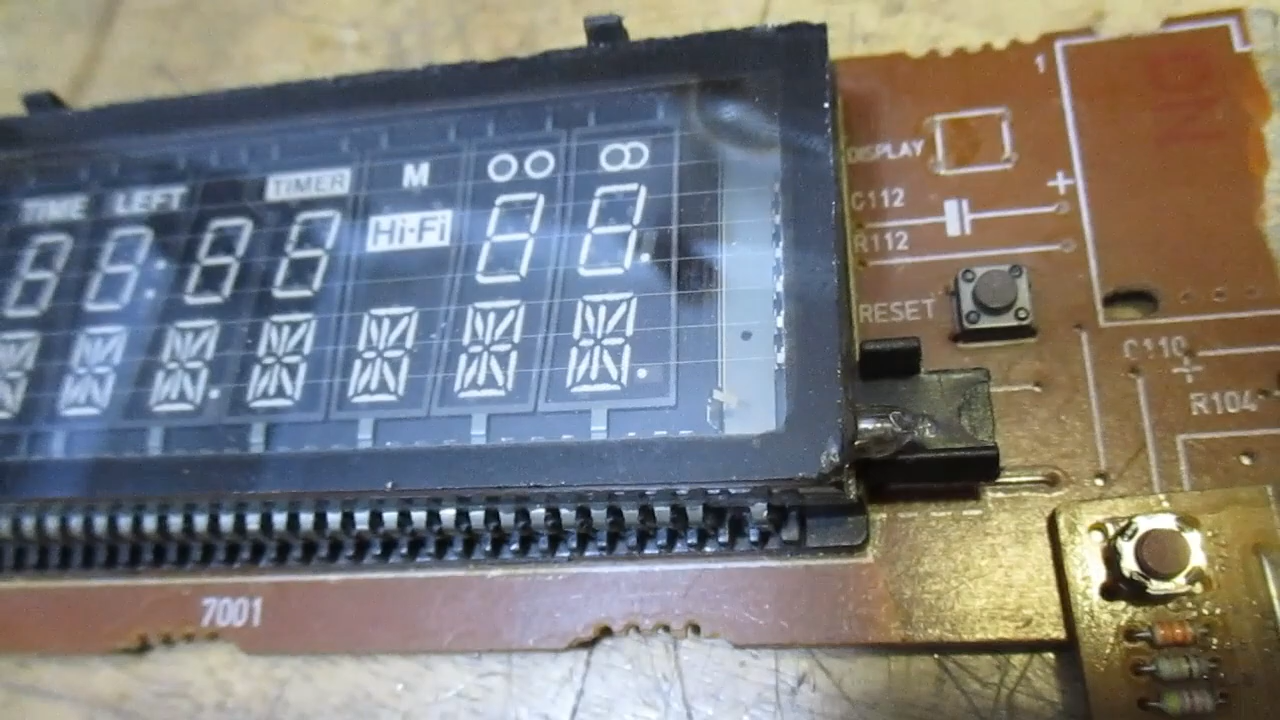 TIME LEFT TIMER M
Hi-Fi
1
DISPLAY
+
C112
R112
RESET
C110
+
R104
7001